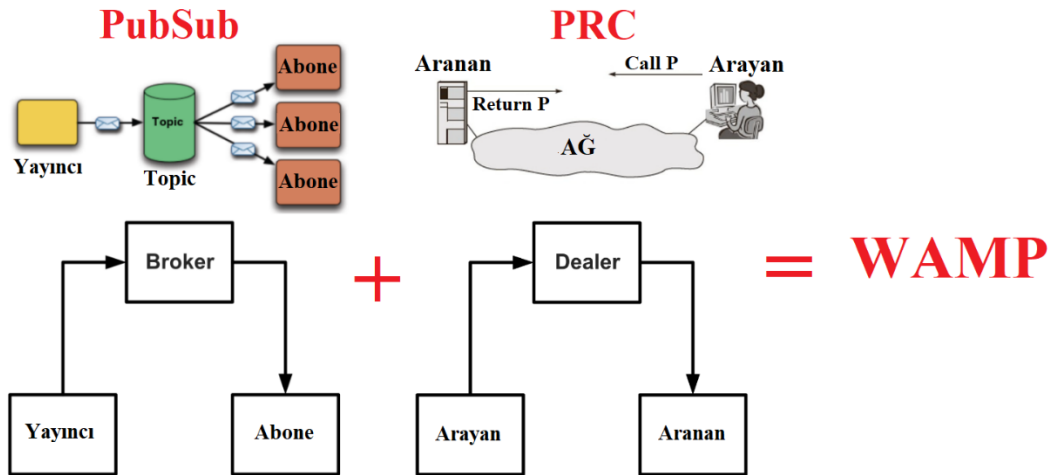 PubSub
Yayıncı
Topic
Topic
Abone
Abone
Abone
PRC
Aranan
Call P
Arayan
Return P
AĞ
Broker
Yayıncı
Abone
+
Dealer
Arayan
Aranan
=
WAMP